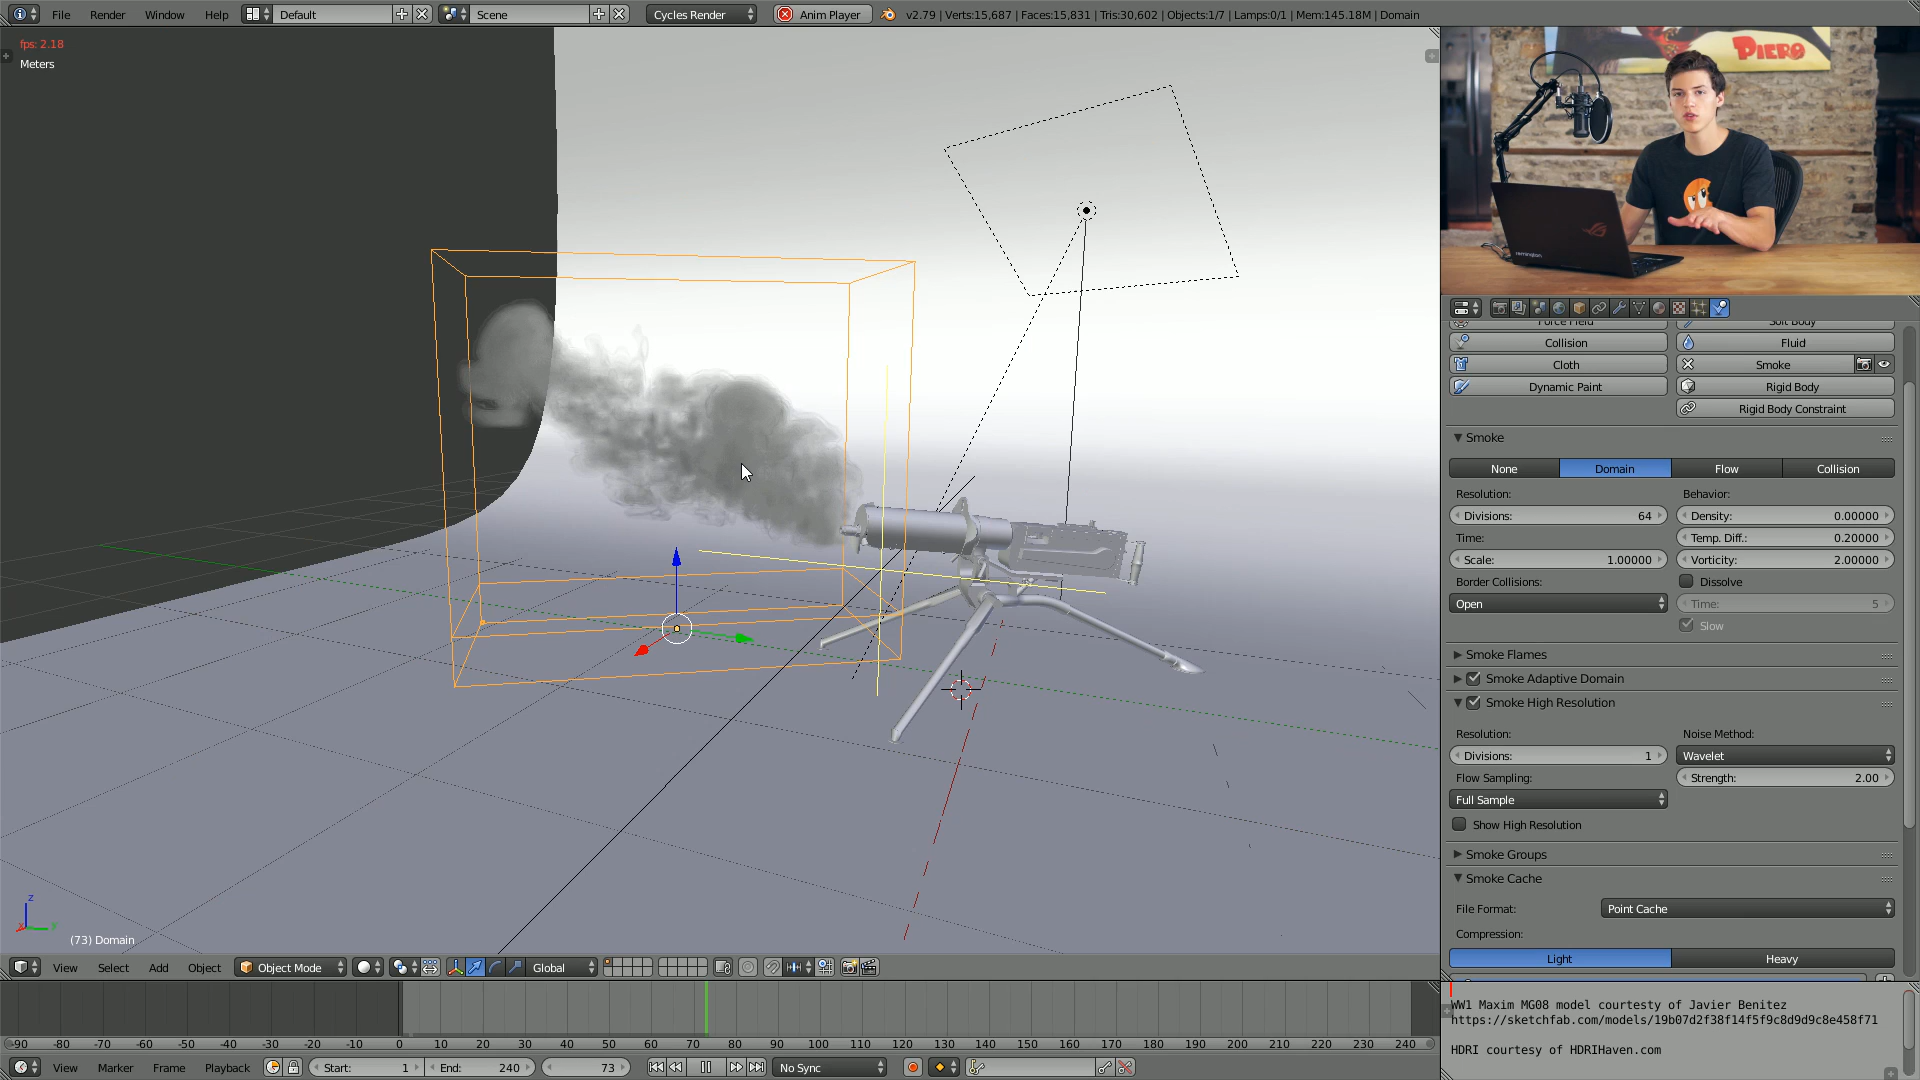 File Render Window Help Default Scene Cycles Render Anim Player v2.79 | Verts:15,687 | Faces:15,831 | Tris:30,602 | Objects:1/7 | Lamps:0/1 | Mem:145.18M | Domain
fps: 2.18
Meters
PIERO
remington
Force Field Soft Body
Collision Fluid
Cloth Smoke
Dynamic Paint Rigid Body
Rigid Body Constraint
Smoke
None Domain Flow Collision
Resolution: Behavior:
Divisions: 64 Density: 0.00000
Time: Temp. Diff.: 0.20000
Scale: 1.00000 Vorticity: 2.00000
Border Collisions: Dissolve
Open Time: 5
Slow
Smoke Flames
Smoke Adaptive Domain
Smoke High Resolution
Resolution: Noise Method:
Divisions: 1 Wavelet
Flow Sampling: Strength: 2.00
Full Sample
Show High Resolution
Smoke Groups
Smoke Cache
File Format: Point Cache
Compression:
Light Heavy
z
x y
(73) Domain
View Select Add Object Object Mode Global
WW1 Maxim MG08 model courtesty of Javier Benitez
https://sketchfab.com/models/19b07d2f38f14f5f9c8d9d9c8e458f71
HDRI courtesy of HDRIHaven.com
-90 -80 -70 -60 -50 -40 -30 -20 -10 0 10 20 30 40 50 60 70 80 90 100 110 120 130 140 150 160 170 180 190 200 210 220 230 240
View Marker Frame Playback Start: 1 End: 240 73 No Sync